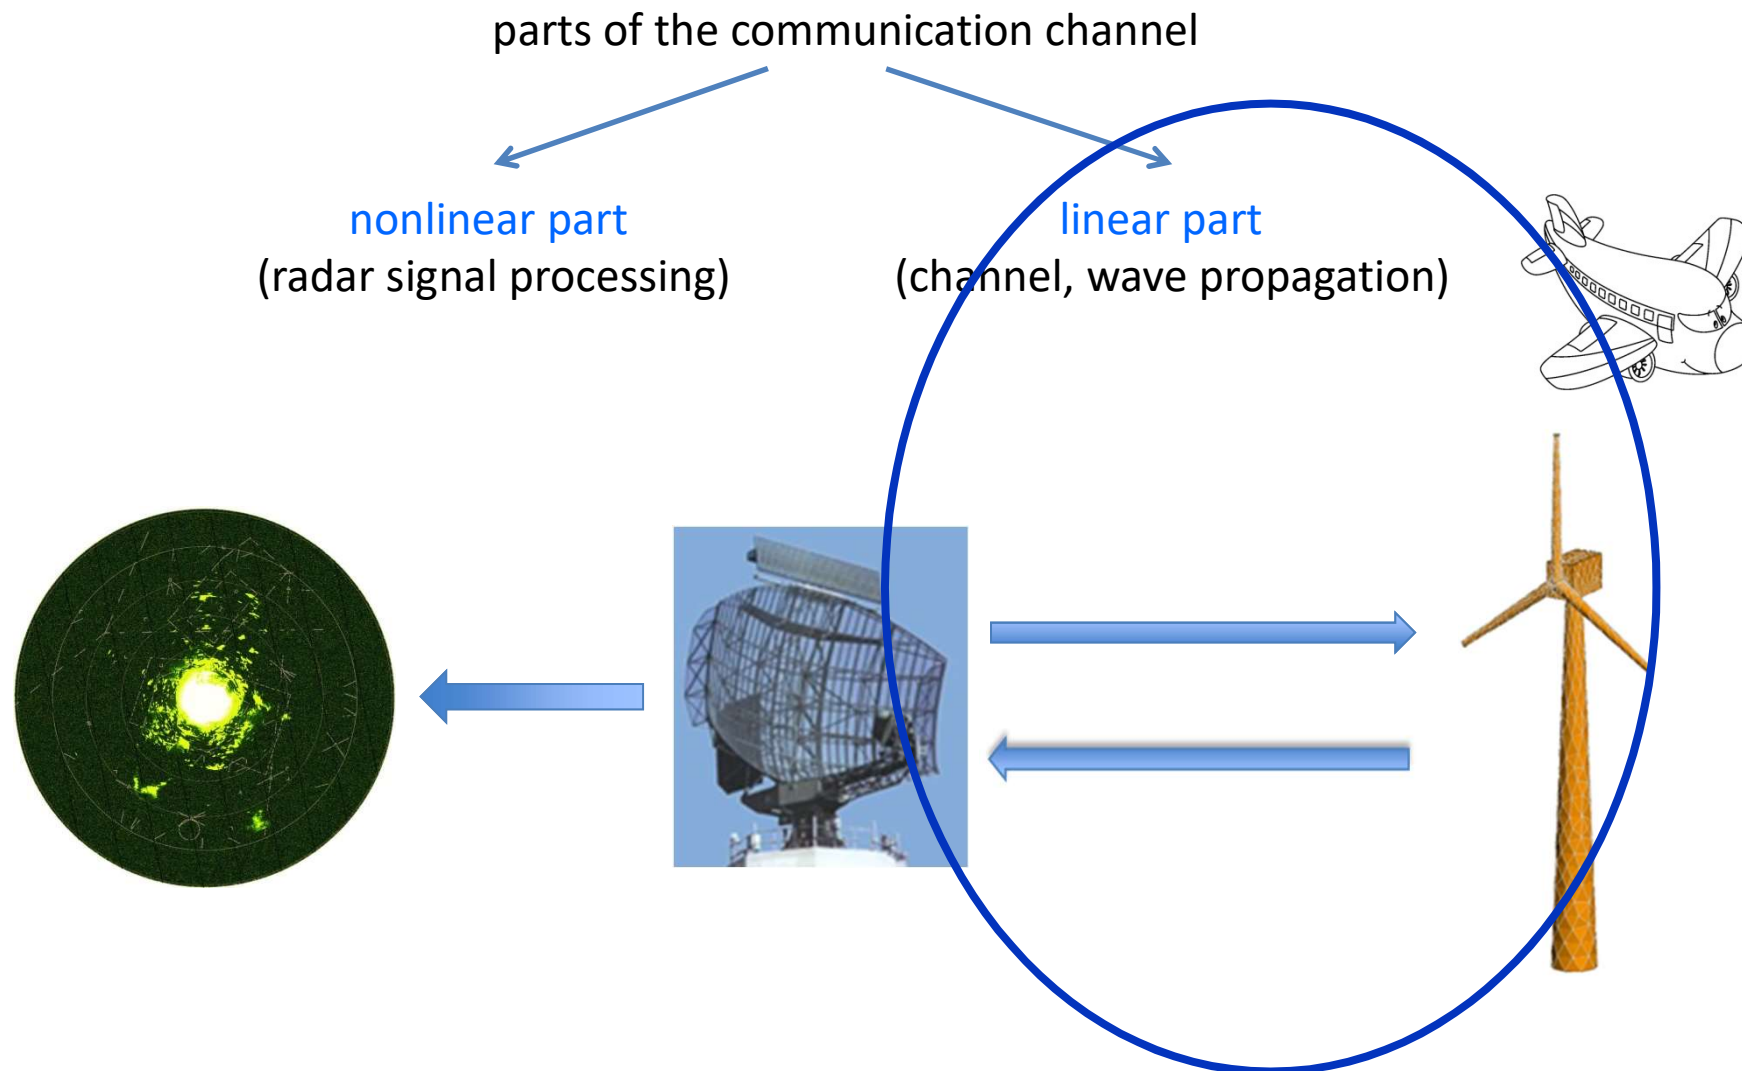 parts of the communication channel
nonlinear part
(radar signal processing)
linear part
(channel, wave propagation)